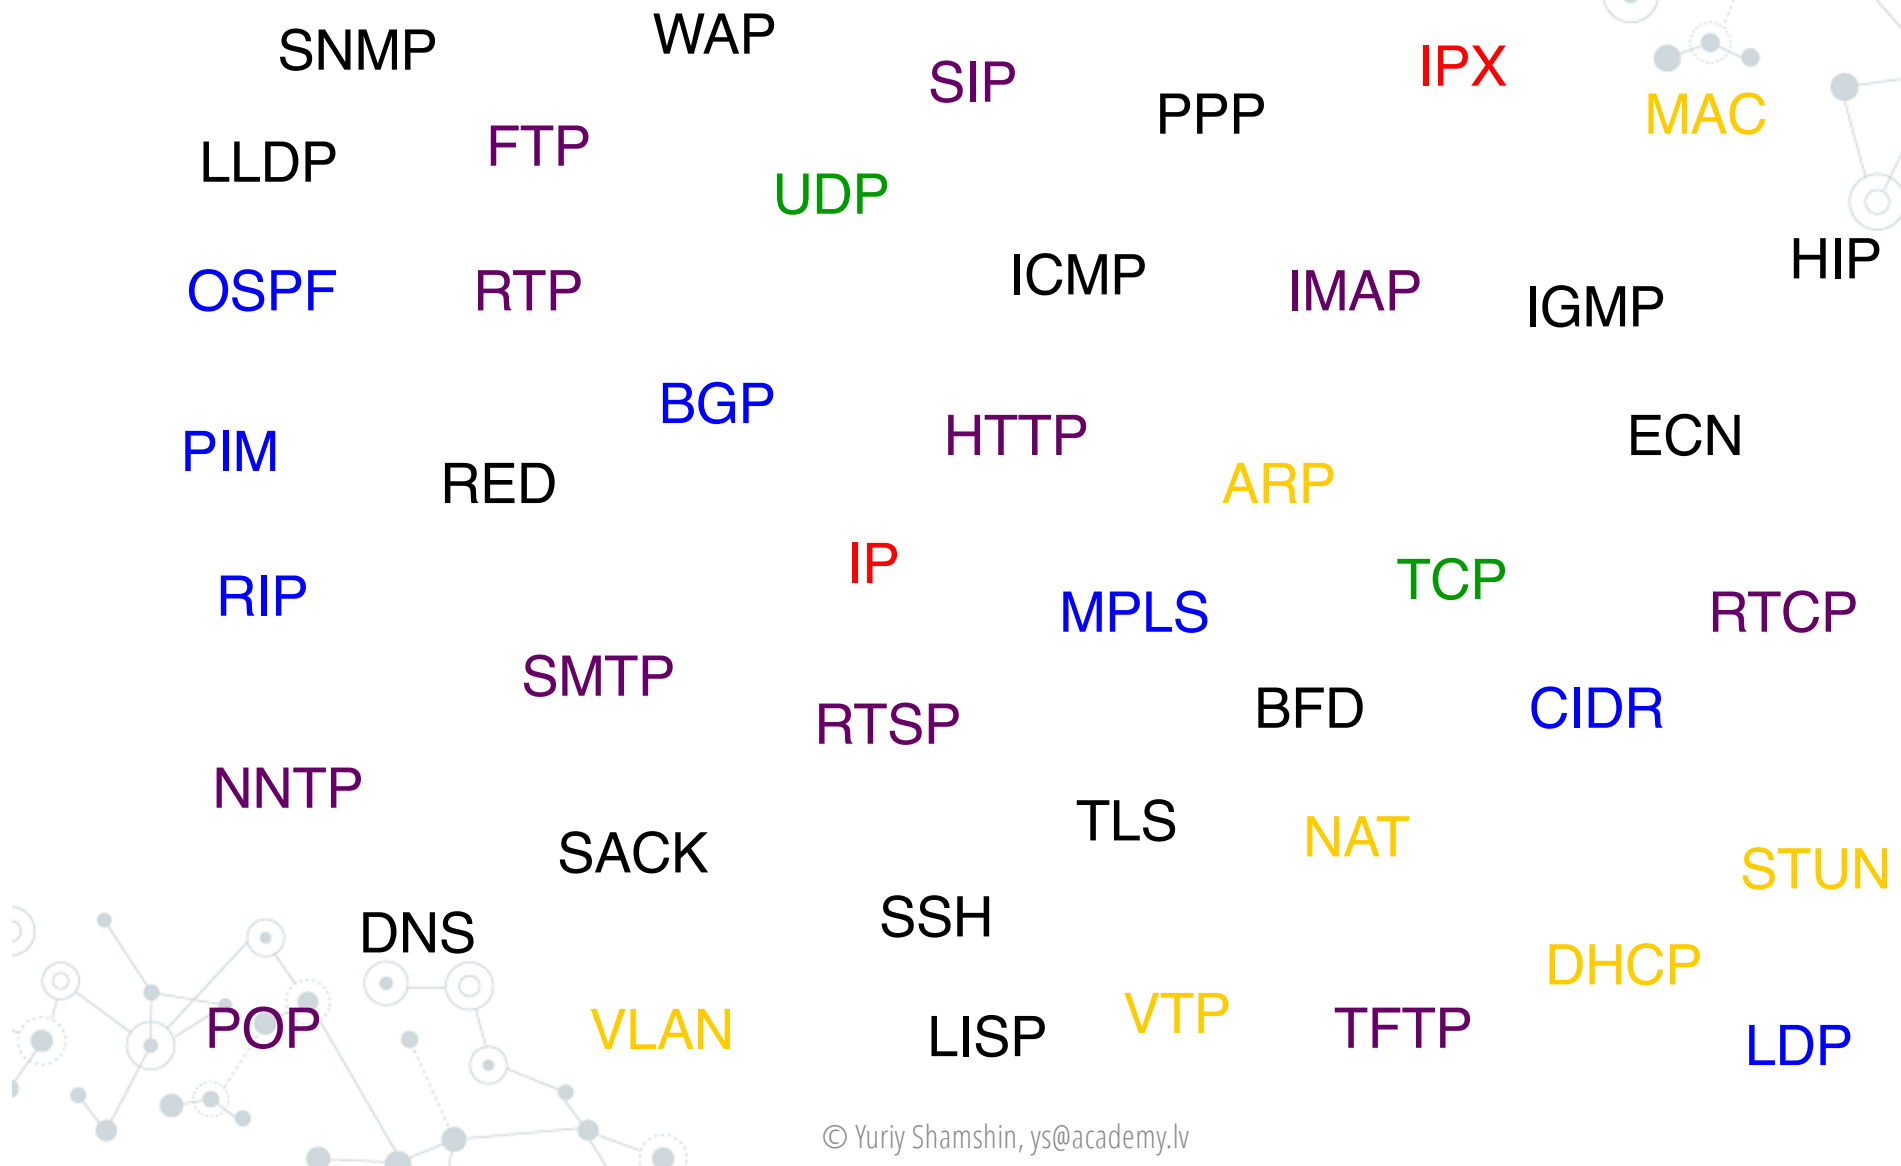 WAP
SNMP
IPX
SIP
PPP
MAC
FTP
LLDP
UDP
HIP
ICMP
OSPF
RTP
IMAP
IGMP
BGP
HTTP
ECN
PIM
RED
ARP
IP
TCP
RIP
MPLS
RTCP
SMTP
BFD
CIDR
RTSP
NNTP
TLS
NAT
SACK
STUN
SSH
DNS
DHCP
VTP
POP
VLAN
TFTP
LISP
LDP
© Yuriy Shamshin, ys@academy.lv